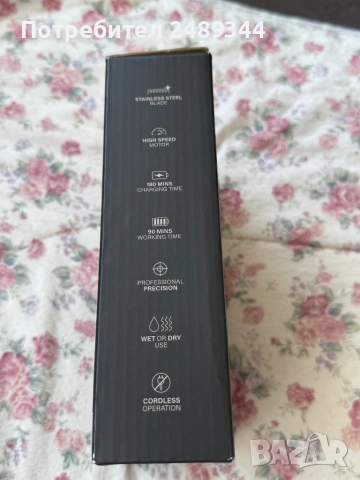 Потребител 2489344
STAINLESS STEEL
BLADE
HIGH SPEED
MOTOR
180 MINS
CHARGING TIME
90 MINS
WORKING TIME
PROFESSIONAL
PRECISION
WET OR DRY
USE
CORDLESS
OPERATION
BAZAR